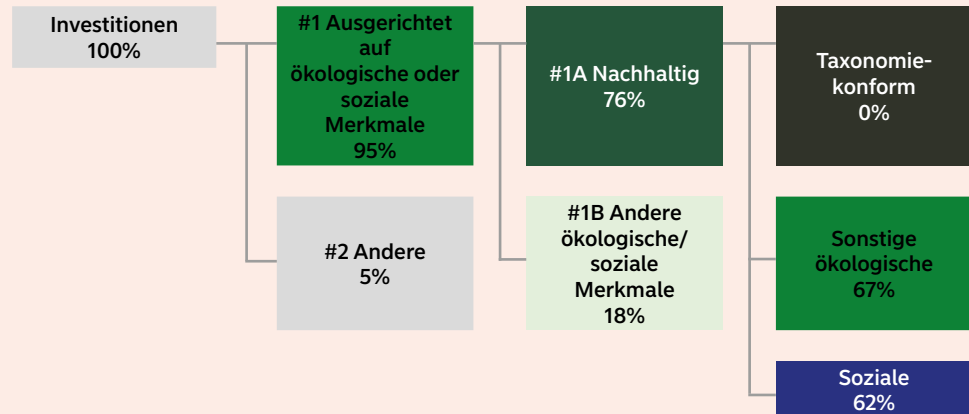 Investitionen
100%
#1 Ausgerichtet
auf
ökologische oder
soziale
Merkmale
95%
#2 Andere
5%
#1A Nachhaltig
76%
#1B Andere
ökologische/
soziale
Merkmale
18%
Taxonomie-
konform
0%
Sonstige
ökologische
67%
Soziale
62%